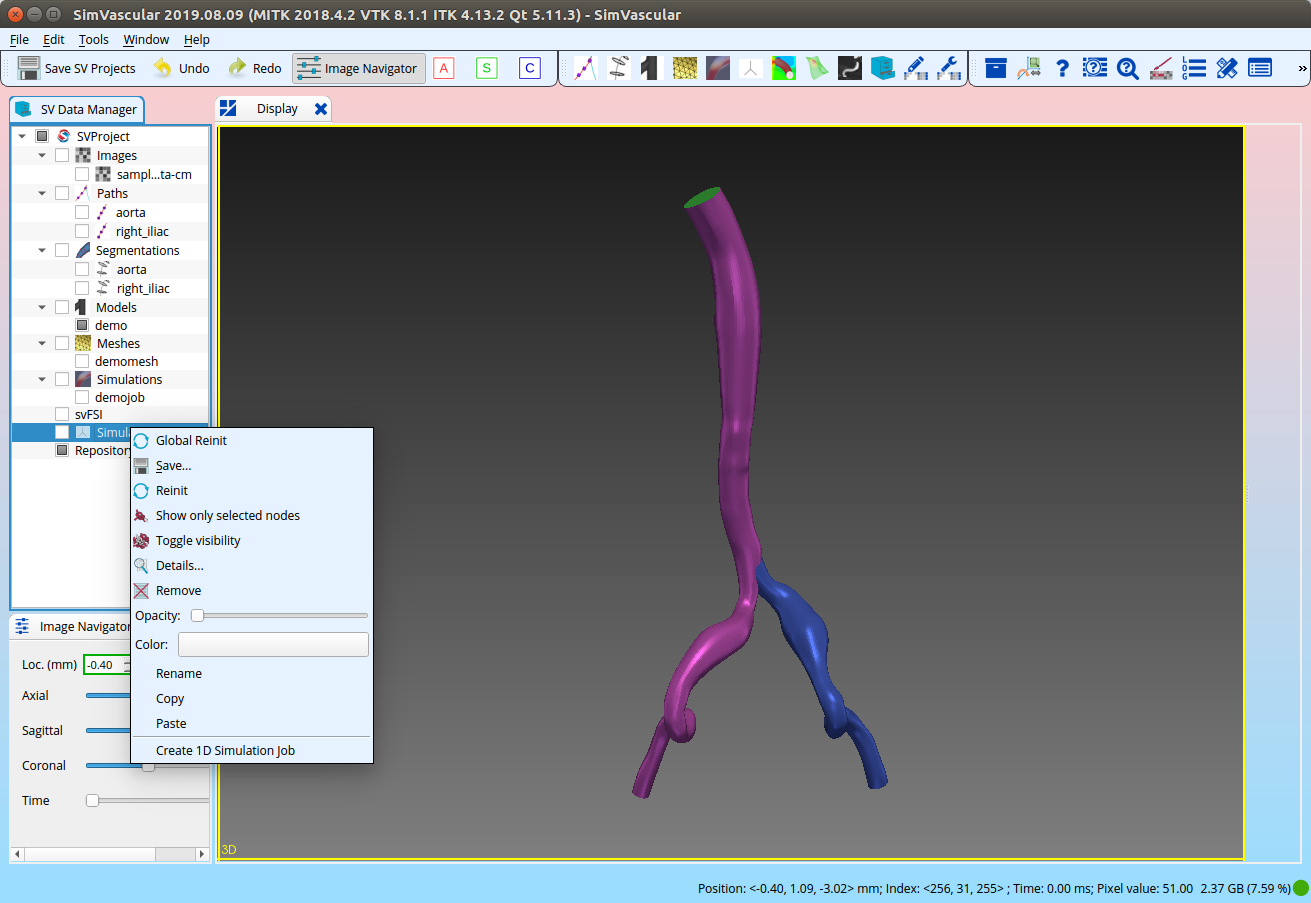 SimVascular 2019.08.09 (MITK 2018.4.2 VTK 8.1.1 ITK 4.13.2 Qt 5.11.3) - SimVascular
File Edit Tools Window Help
Save SV Projects Undo Redo Image Navigator A S C ? LOG »
SV Data Manager
Display
SVProject
Images
sampl...ta-cm
Paths
aorta
right_iliac
Segmentations
aorta
right_iliac
Models
demo
Meshes
demomesh
Simulations
demojob
svFSI
Simul
Repository
Global Reinit
Save...
Reinit
Show only selected nodes
Toggle visibility
Details...
Remove
Opacity:
Color:
Rename
Copy
Paste
Create 1D Simulation Job
Image Navigator
Loc. (mm) -0.40
Axial
Sagittal
Coronal
Time
3D
Position: <-0.40, 1.09, -3.02> mm; Index: <256, 31, 255> ; Time: 0.00 ms; Pixel value: 51.00 2.37 GB (7.59 %)